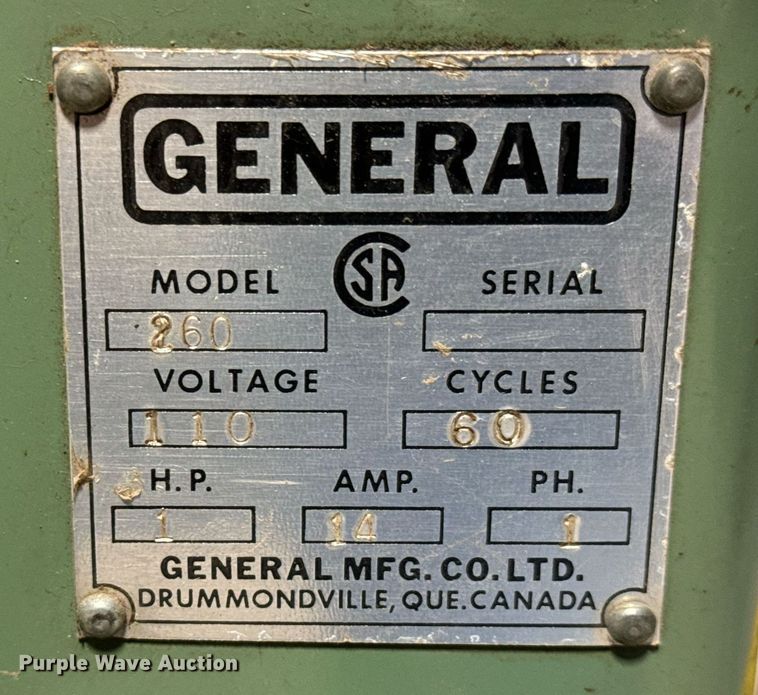 GENERAL
CSA
MODEL SERIAL
260
VOLTAGE CYCLES
110 60
H.P. AMP. PH.
1 14 1
GENERAL MFG. CO. LTD.
DRUMMONDVILLE, QUE. CANADA
Purple Wave Auction